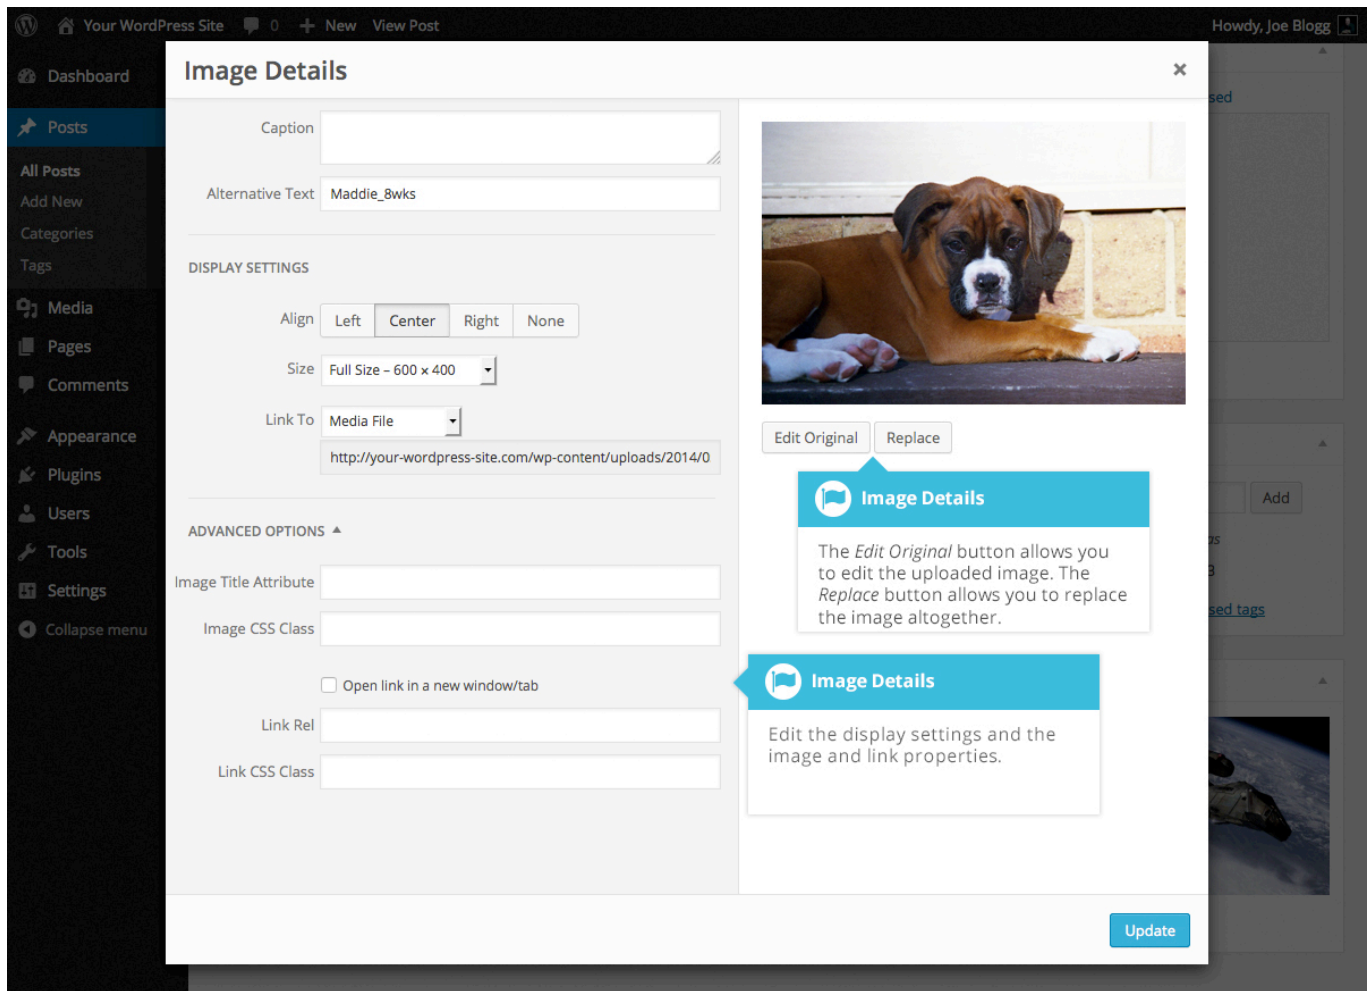 Your WordPress Site 0 New View Post
Howdy, Joe Blogg
Dashboard
Posts
All Posts
Add New
Categories
Tags
Media
Pages
Comments
Appearance
Plugins
Users
Tools
Settings
Collapse menu
Image Details
×
Caption
Alternative Text Maddie_8wks
DISPLAY SETTINGS
Align Left Center Right None
Size Full Size – 600 × 400
Link To Media File
http://your-wordpress-site.com/wp-content/uploads/2014/0
ADVANCED OPTIONS
Image Title Attribute
Image CSS Class
Open link in a new window/tab
Link Rel
Link CSS Class
Edit Original Replace
Image Details
The Edit Original button allows you
to edit the uploaded image. The
Replace button allows you to replace
the image altogether.
Image Details
Edit the display settings and the
image and link properties.
Update
sed
Add
as
3
sed tags